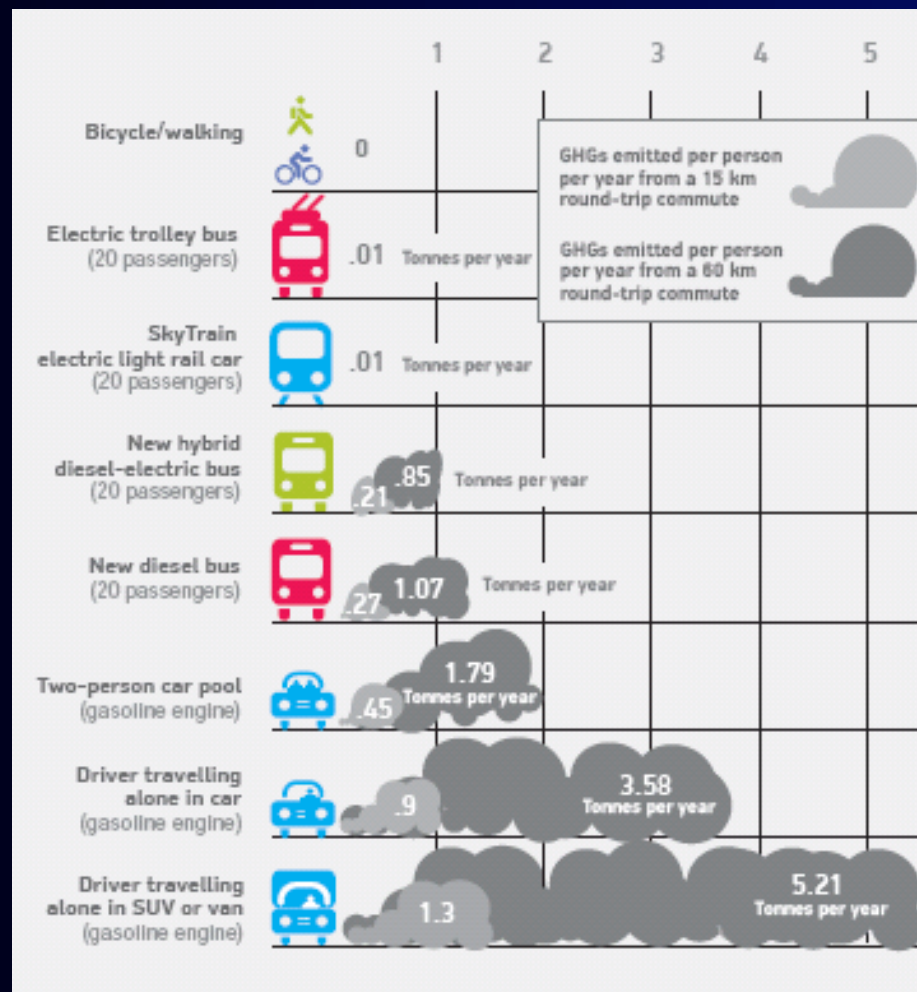 1 2 3 4 5
Bicycle/walking
0
GHGs emitted per person
per year from a 15 km
round-trip commute
GHGs emitted per person
per year from a 60 km
round-trip commute
Electric trolley bus
(20 passengers)
.01 Tonnes per year
SkyTrain
electric light rail car
(20 passengers)
.01 Tonnes per year
New hybrid
diesel-electric bus
(20 passengers)
.21 .85 Tonnes per year
New diesel bus
(20 passengers)
.27 1.07 Tonnes per year
Two-person car pool
(gasoline engine)
.45 1.79
Tonnes per year
Driver travelling
alone in car
(gasoline engine)
.9 3.58
Tonnes per year
Driver travelling
alone in SUV or van
(gasoline engine)
1.3 5.21
Tonnes per year